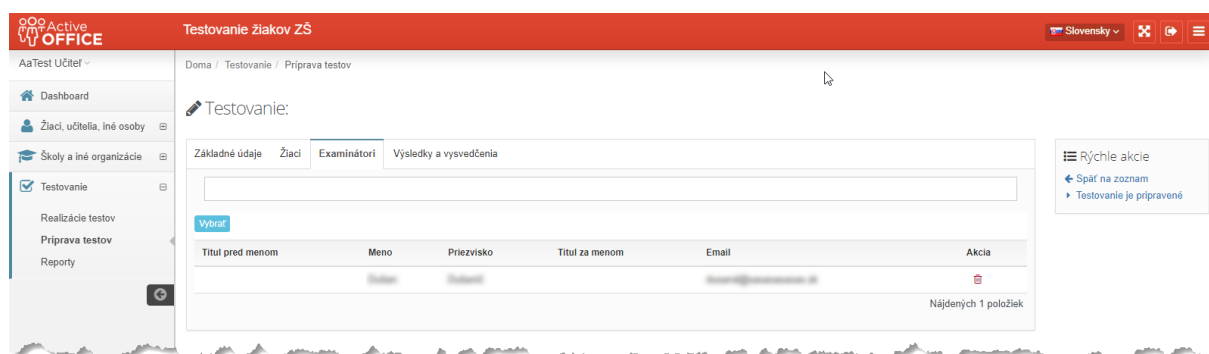 Active
OFFICE
Testovanie žiakov ZŠ
Slovensky
AaTest Učiteľ
Doma / Testovanie / Príprava testov
Dashboard
Žiaci, učitelia, iné osoby
Školy a iné organizácie
Testovanie
Realizácie testov
Príprava testov
Reporty
Testovanie:
Základné údaje Žiaci Examinátori Výsledky a vysvedčenia
Vybrať
Titul pred menom Meno Priezvisko Titul za menom Email Akcia
Nájdených 1 položiek
Rýchle akcie
Späť na zoznam
Testovanie je pripravené